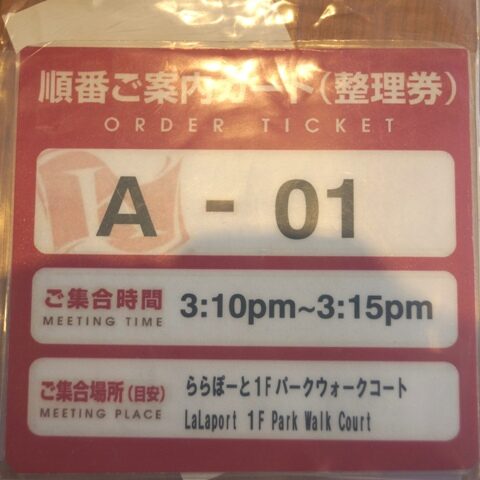 順番ご案内カード(整理券)
ORDER TICKET
A - 01
ご集合時間 3:10pm~3:15pm
MEETING TIME
ご集合場所(目安) ららぽーと1Fパークウォークコート
MEETING PLACE LaLaport 1F Park Walk Court